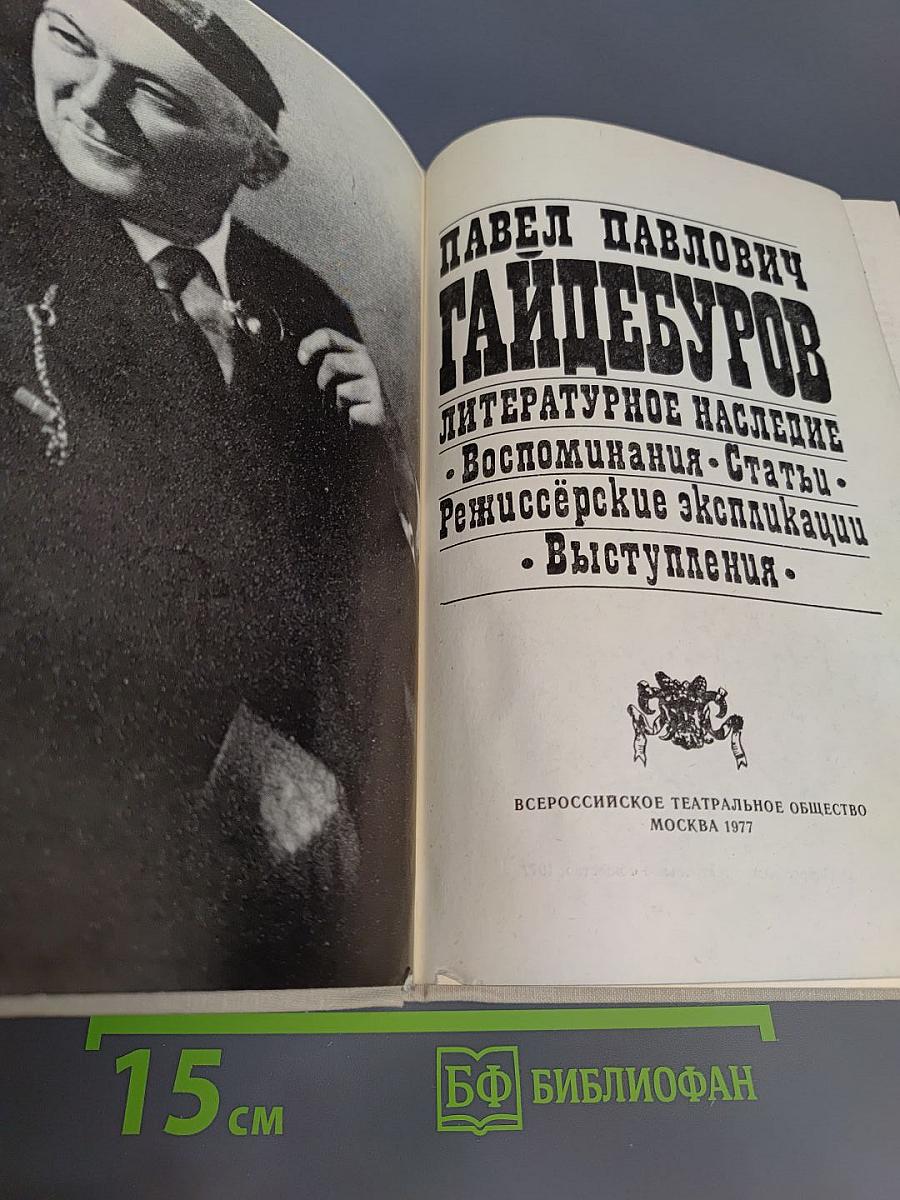 ПАВЕЛ ПАВЛОВИЧ
ГАЙДЕБУРОВ
ЛИТЕРАТУРНОЕ НАСЛЕДИЕ
• Воспоминания • Статьи •
Режиссёрские экспликации
• Выступления •
ВСЕРОССИЙСКОЕ ТЕАТРАЛЬНОЕ ОБЩЕСТВО
МОСКВА 1977
15 см
БФ БИБЛИОФАН